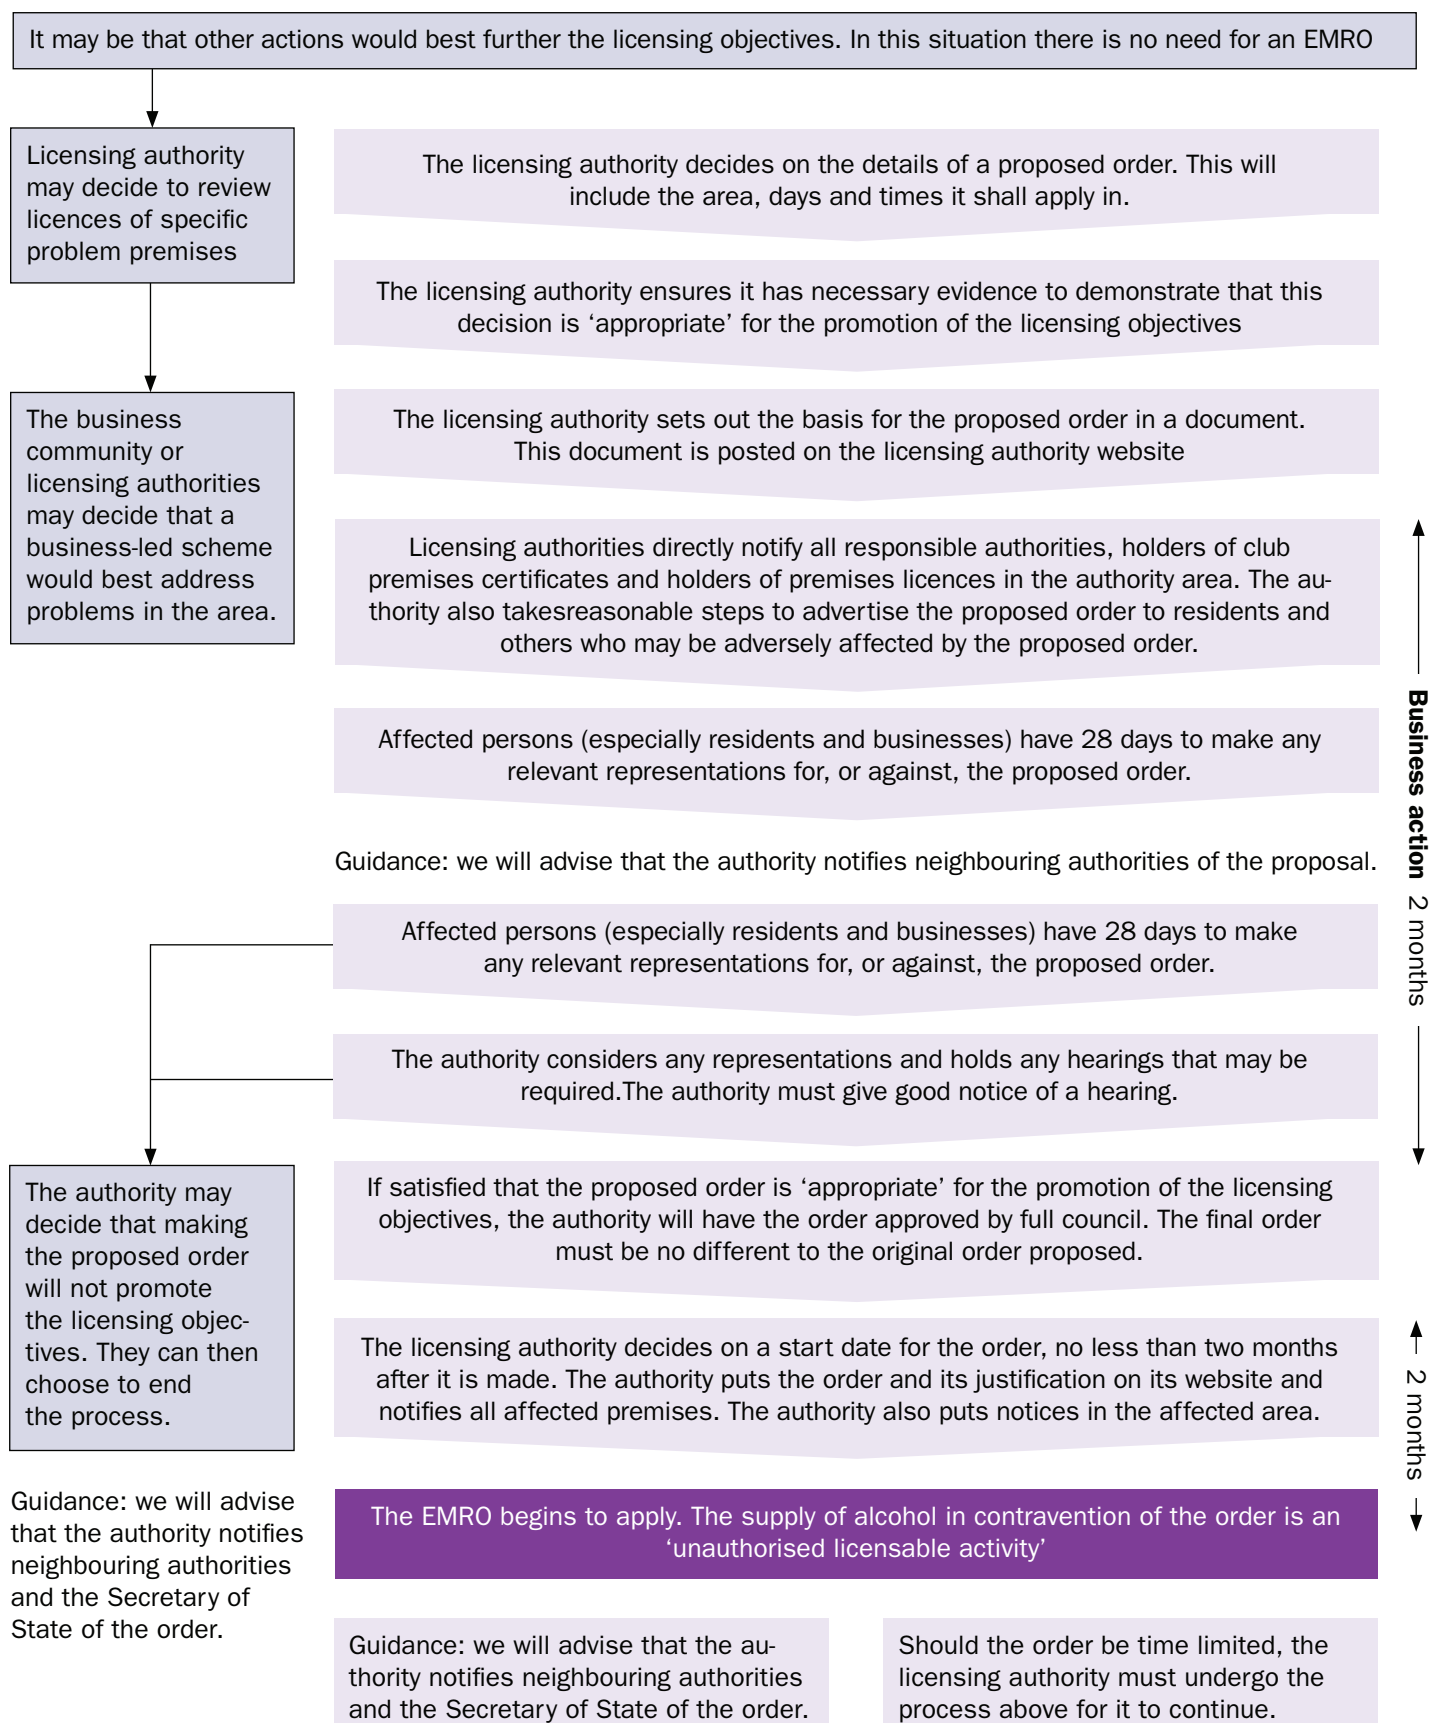 It may be that other actions would best further the licensing objectives. In this situation there is no need for an EMRO
Licensing authority
may decide to review
licences of specific
problem premises
The business
community or
licensing authorities
may decide that a
business-led scheme
would best address
problems in the area.
The licensing authority decides on the details of a proposed order. This will
include the area, days and times it shall apply in.
The licensing authority ensures it has necessary evidence to demonstrate that this
decision is ‘appropriate’ for the promotion of the licensing objectives
The licensing authority sets out the basis for the proposed order in a document.
This document is posted on the licensing authority website
Licensing authorities directly notify all responsible authorities, holders of club
premises certificates and holders of premises licences in the authority area. The au-
thority also takesreasonable steps to advertise the proposed order to residents and
others who may be adversely affected by the proposed order.
Affected persons (especially residents and businesses) have 28 days to make any
relevant representations for, or against, the proposed order.
Guidance: we will advise that the authority notifies neighbouring authorities of the proposal.
Affected persons (especially residents and businesses) have 28 days to make
any relevant representations for, or against, the proposed order.
The authority considers any representations and holds any hearings that may be
required.The authority must give good notice of a hearing.
Business action 2 months
The authority may
decide that making
the proposed order
will not promote
the licensing objec-
tives. They can then
choose to end
the process.
If satisfied that the proposed order is ‘appropriate’ for the promotion of the licensing
objectives, the authority will have the order approved by full council. The final order
must be no different to the original order proposed.
The licensing authority decides on a start date for the order, no less than two months
after it is made. The authority puts the order and its justification on its website and
notifies all affected premises. The authority also puts notices in the affected area.
2 months
Guidance: we will advise
that the authority notifies
neighbouring authorities
and the Secretary of
State of the order.
The EMRO begins to apply. The supply of alcohol in contravention of the order is an
‘unauthorised licensable activity’
Guidance: we will advise that the au-
thority notifies neighbouring authorities
and the Secretary of State of the order.
Should the order be time limited, the
licensing authority must undergo the
process above for it to continue.